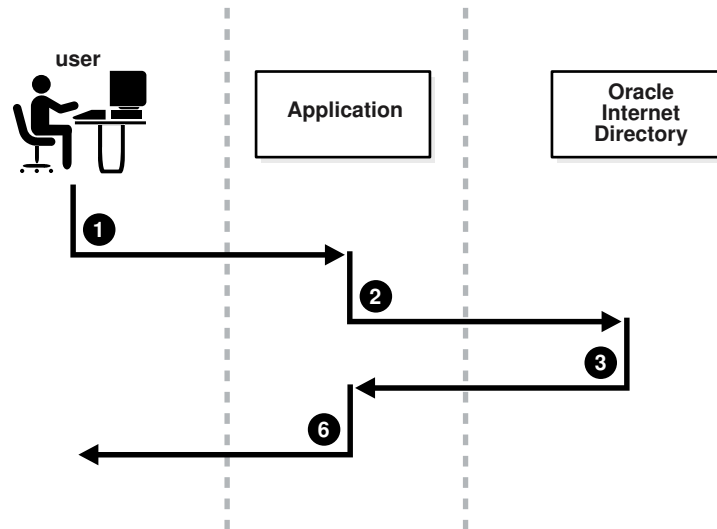 user
Application
Oracle
Internet
Directory
1
2
3
6